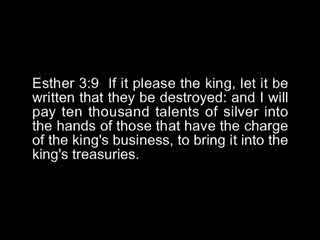 Esther 3:9  If it please the king, let it be
written that they be destroyed: and I will
pay ten thousand talents of silver into
the hands of those that have the charge
of the king's business, to bring it into the
king's treasuries.